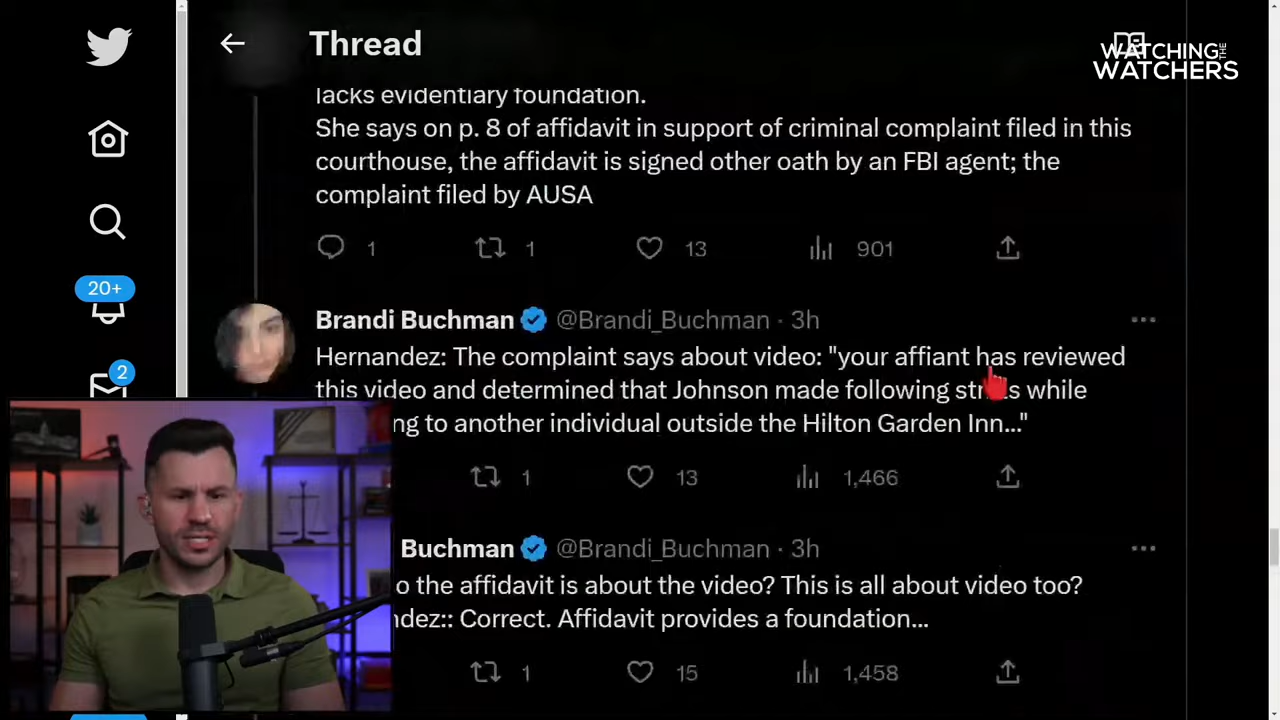 Thread
WATCHING THE
WATCHERS
lacks evidentiary foundation.
She says on p. 8 of affidavit in support of criminal complaint filed in this
courthouse, the affidavit is signed other oath by an FBI agent; the
complaint filed by AUSA
1 1 13 901
20+
Brandi Buchman @Brandi_Buchman · 3h
Hernandez: The complaint says about video: "your affiant has reviewed
this video and determined that Johnson made following while
2
ng to another individual outside the Hilton Garden Inn..."
1 13 1,466
Buchman @Brandi_Buchman · 3h
o the affidavit is about the video? This is all about video too?
ndez:: Correct. Affidavit provides a foundation...
1 15 1,458